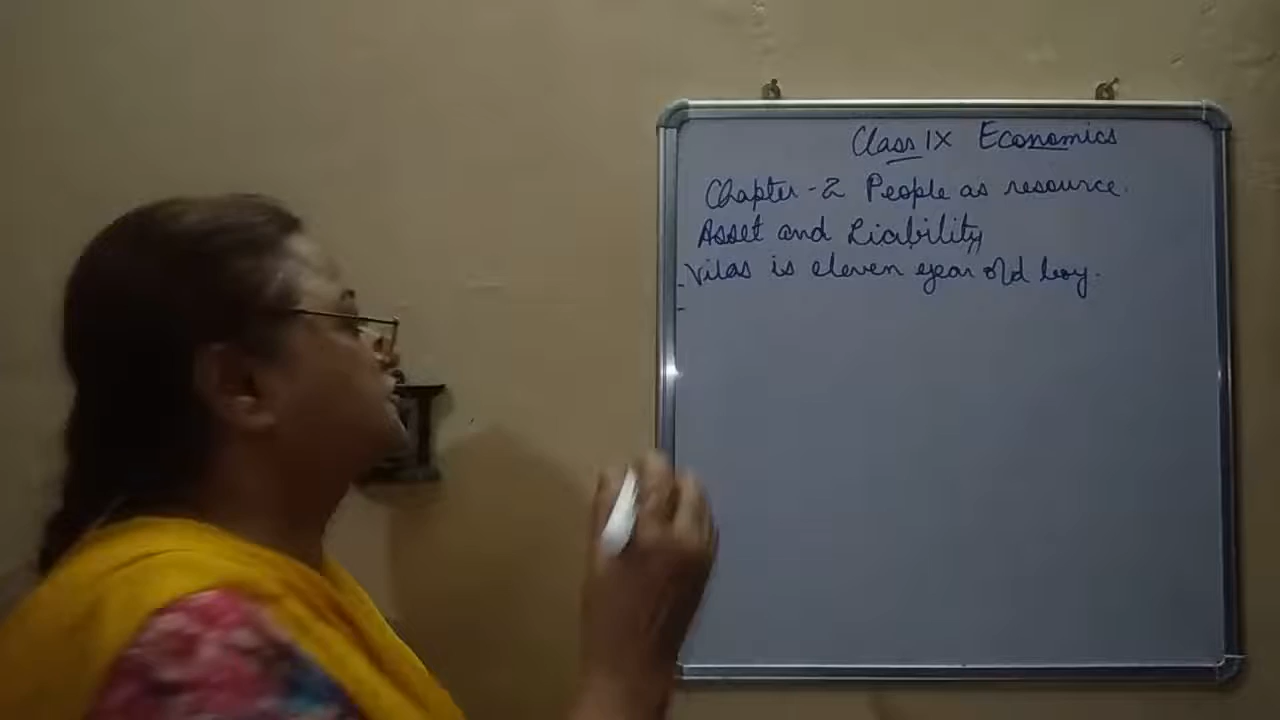 Class IX Economics
Chapter-2 People as resource.
Asset and Liability
Vilas is eleven year old boy.